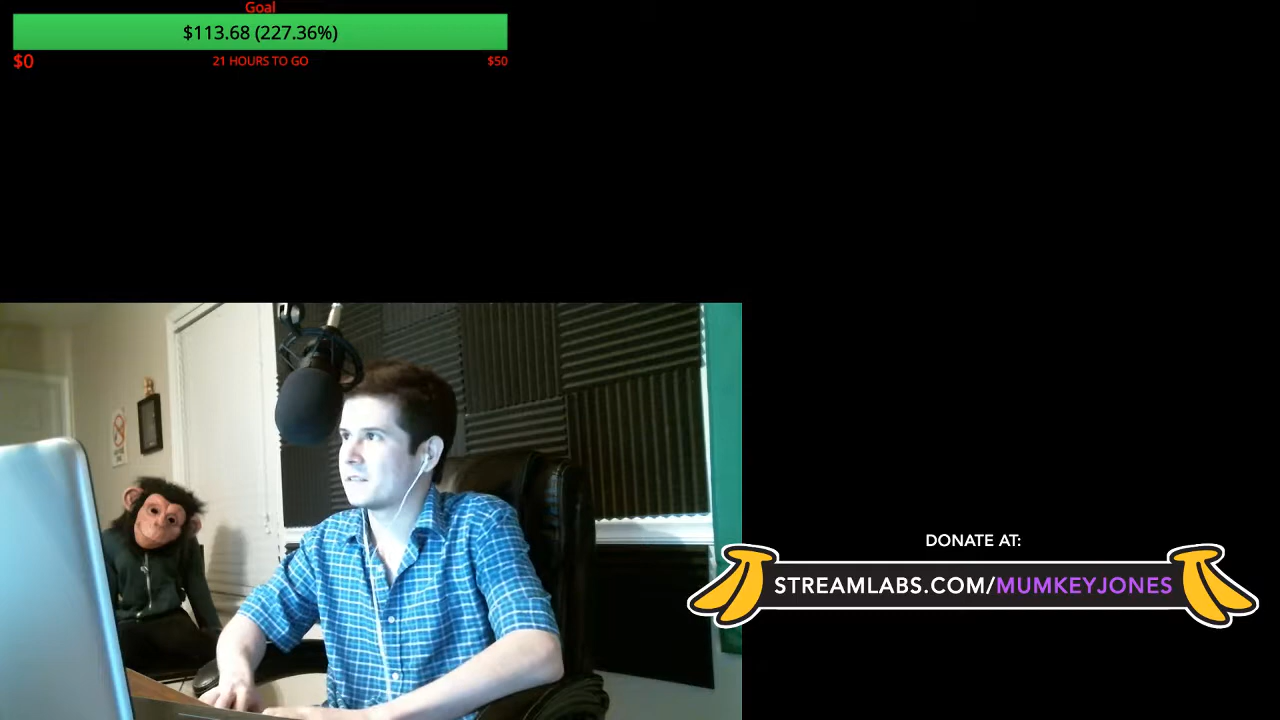 Goal
$113.68 (227.36%)
$0 21 HOURS TO GO $50
DONATE AT:
STREAMLABS.COM/MUMKEYJONES